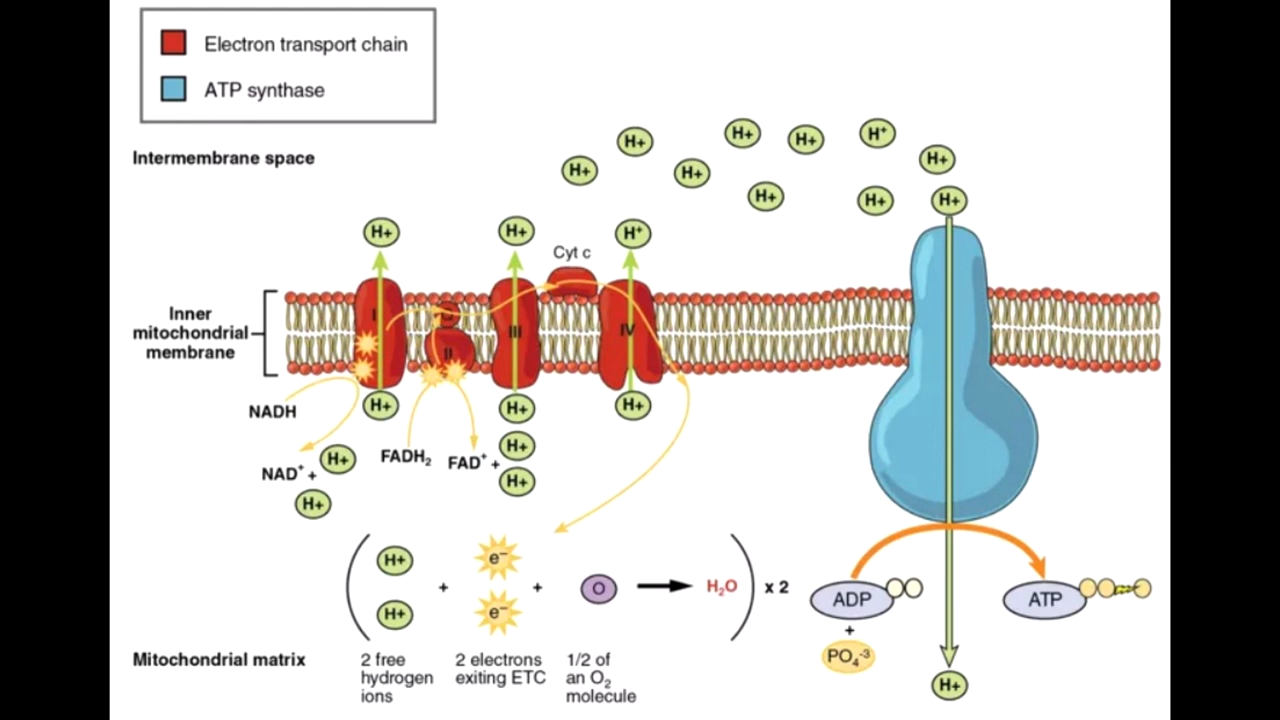 Electron transport chain
ATP synthase
Intermembrane space
H+
H+
H+
H+
H+
H+
H+
H+
H+
H+
H+
H+
H⁺
Cyt c
Inner
mitochondrial
membrane
I
Q
II
III
IV
NADH
H+
H+
H+
H+
H+
NAD⁺ +
H+
H+
FADH₂
FAD⁺ +
H+
H+
+
e⁻
e⁻
+
O
H₂O
x 2
ADP
+
PO₄⁻³
ATP
Mitochondrial matrix
2 free
hydrogen
ions
2 electrons
exiting ETC
1/2 of
an O₂
molecule
H+